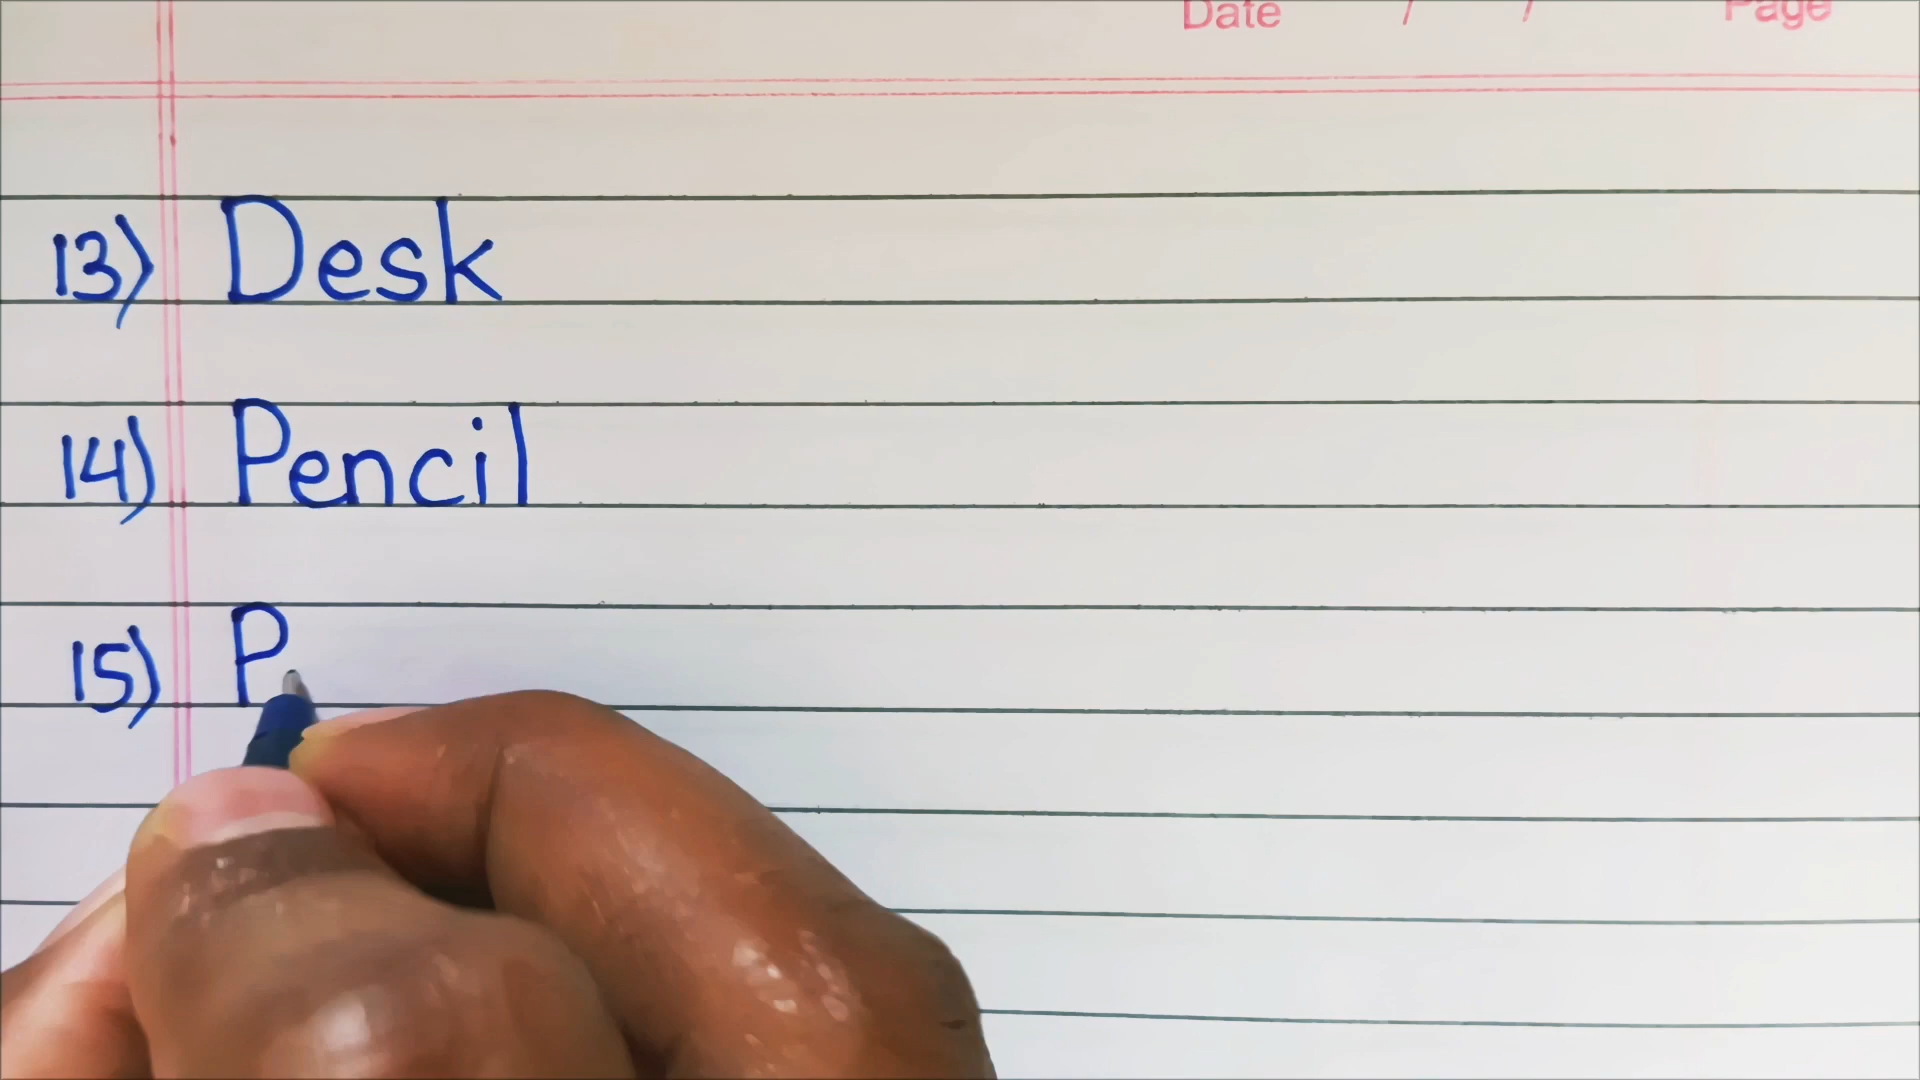 Date / / Page
13) Desk
14) Pencil
15) P